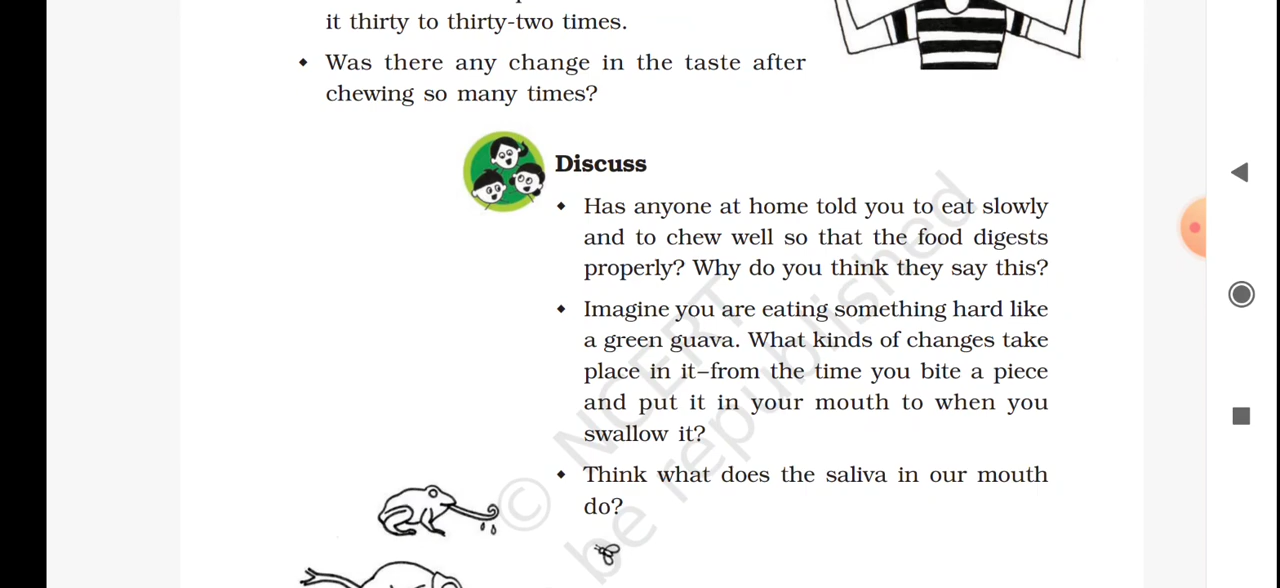 it thirty to thirty-two times.
◆ Was there any change in the taste after
chewing so many times?
Discuss
◆ Has anyone at home told you to eat slowly
and to chew well so that the food digests
properly? Why do you think they say this?
◆ Imagine you are eating something hard like
a green guava. What kinds of changes take
place in it–from the time you bite a piece
and put it in your mouth to when you
swallow it?
◆ Think what does the saliva in our mouth
do?
© NCERT
be republished